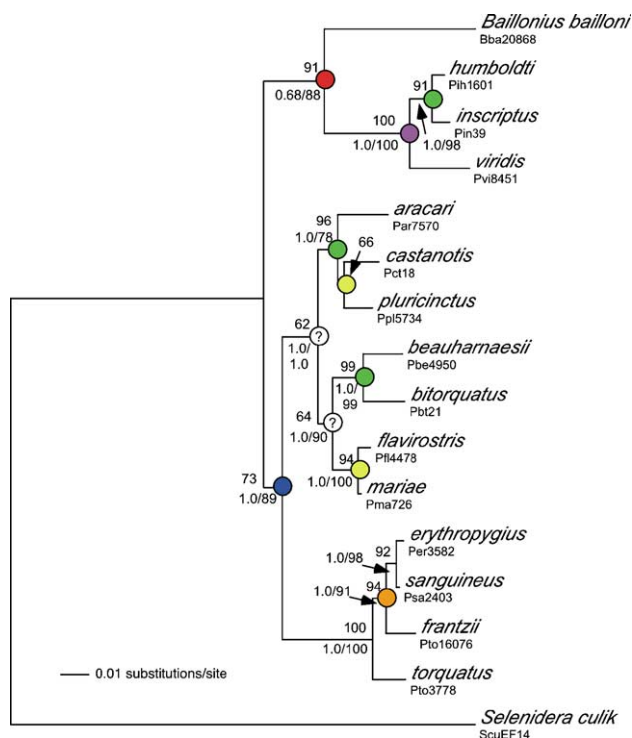 Baillonius bailloni
Bba20868
91
0.68/88
humboldti
Pih1601
91
inscriptus
Pin39
100
1.0/100
1.0/98
viridis
Pvi8451
aracari
Par7570
96
1.0/78
66
castanotis
Pct18
pluricinctus
Ppl5734
62
?
1.0/
1.0
beauharnaesii
Pbe4950
99
1.0/
99
bitorquatus
Pbt21
64
?
1.0/90
flavirostris
Pfl4478
94
1.0/100
mariae
Pma726
73
1.0/89
erythropygius
Per3582
92
1.0/98
sanguineus
Psa2403
94
1.0/91
frantzii
Pto16076
100
1.0/100
torquatus
Pto3778
0.01 substitutions/site
Selenidera culik
ScuEF14